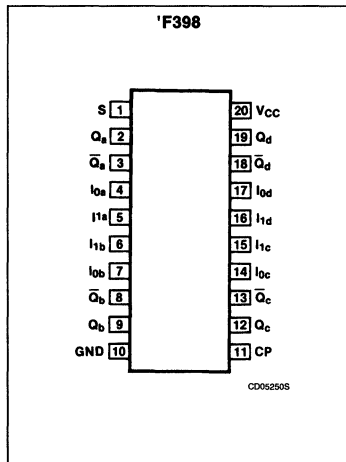 'F398
S 1 20 VCC
Qa 2 19 Qd
Q̅a 3 18 Q̅d
I0a 4 17 I0d
I1a 5 16 I1d
I1b 6 15 I1c
I0b 7 14 I0c
Q̅b 8 13 Q̅c
Qb 9 12 Qc
GND 10 11 CP
CD05250S